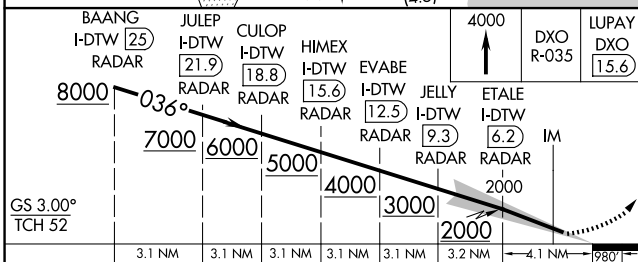 BAANG
I-DTW 25
RADAR
JULEP
I-DTW
21.9
RADAR
CULOP
I-DTW
18.8
RADAR
HIMEX
I-DTW
15.6
RADAR
EVABE
I-DTW
12.5
RADAR
JELLY
I-DTW
9.3
RADAR
ETALE
I-DTW
6.2
RADAR
IM
4000
DXO
R-035
LUPAY
DXO
15.6
8000
036°
7000
6000
5000
4000
3000
2000
2000
GS 3.00°
TCH 52
3.1 NM
3.1 NM
3.1 NM
3.1 NM
3.1 NM
3.2 NM
4.1 NM
980'